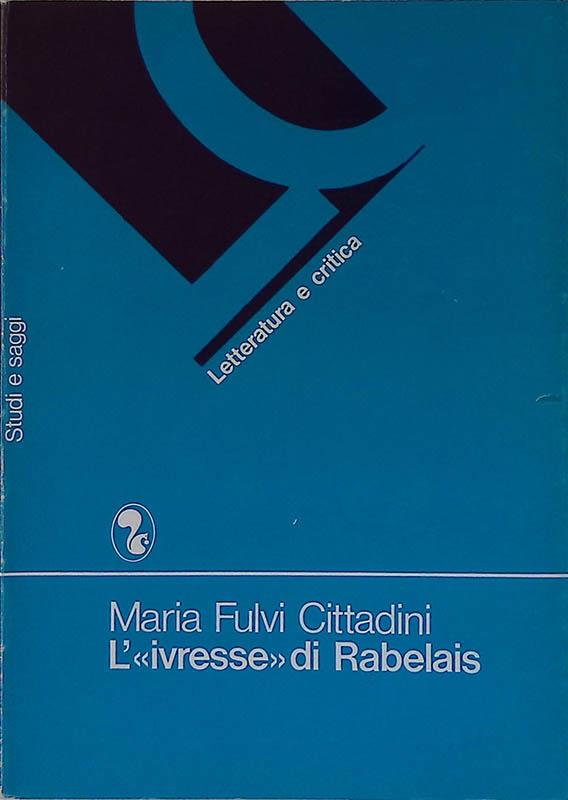 Letteratura e critica
Studi e saggi
Maria Fulvi Cittadini
L'«ivresse» di Rabelais